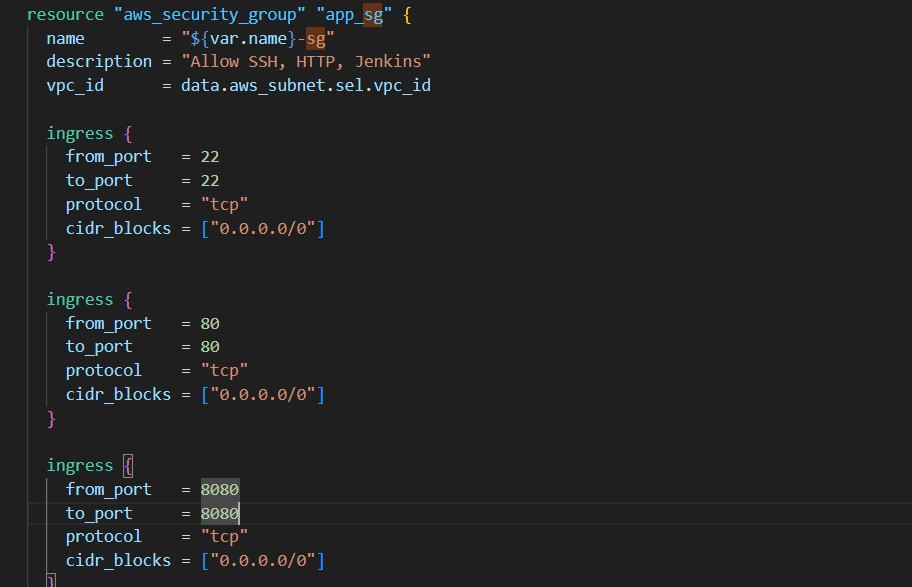 resource "aws_security_group" "app_sg" {
  name        = "${var.name}-sg"
  description = "Allow SSH, HTTP, Jenkins"
  vpc_id      = data.aws_subnet.sel.vpc_id

  ingress {
    from_port   = 22
    to_port     = 22
    protocol    = "tcp"
    cidr_blocks = ["0.0.0.0/0"]
  }

  ingress {
    from_port   = 80
    to_port     = 80
    protocol    = "tcp"
    cidr_blocks = ["0.0.0.0/0"]
  }

  ingress {
    from_port   = 8080
    to_port     = 8080
    protocol    = "tcp"
    cidr_blocks = ["0.0.0.0/0"]
  }